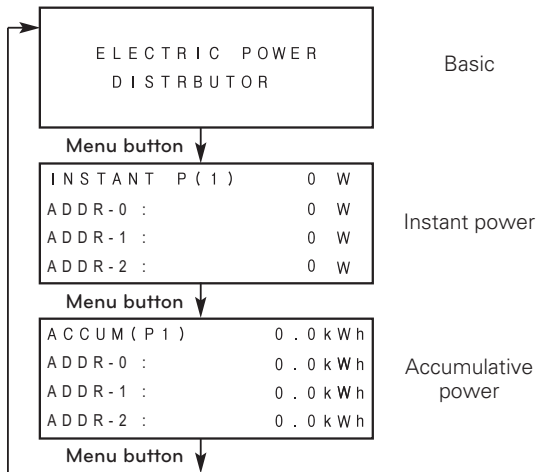 ELECTRIC POWER
DISTRBUTOR
Basic
Menu button
INSTANT P(1) 0 W
ADDR-0 : 0 W
ADDR-1 : 0 W
ADDR-2 : 0 W
Instant power
Menu button
ACCUM(P1) 0.0kWh
ADDR-0 : 0.0kWh
ADDR-1 : 0.0kWh
ADDR-2 : 0.0kWh
Accumulative
power
Menu button